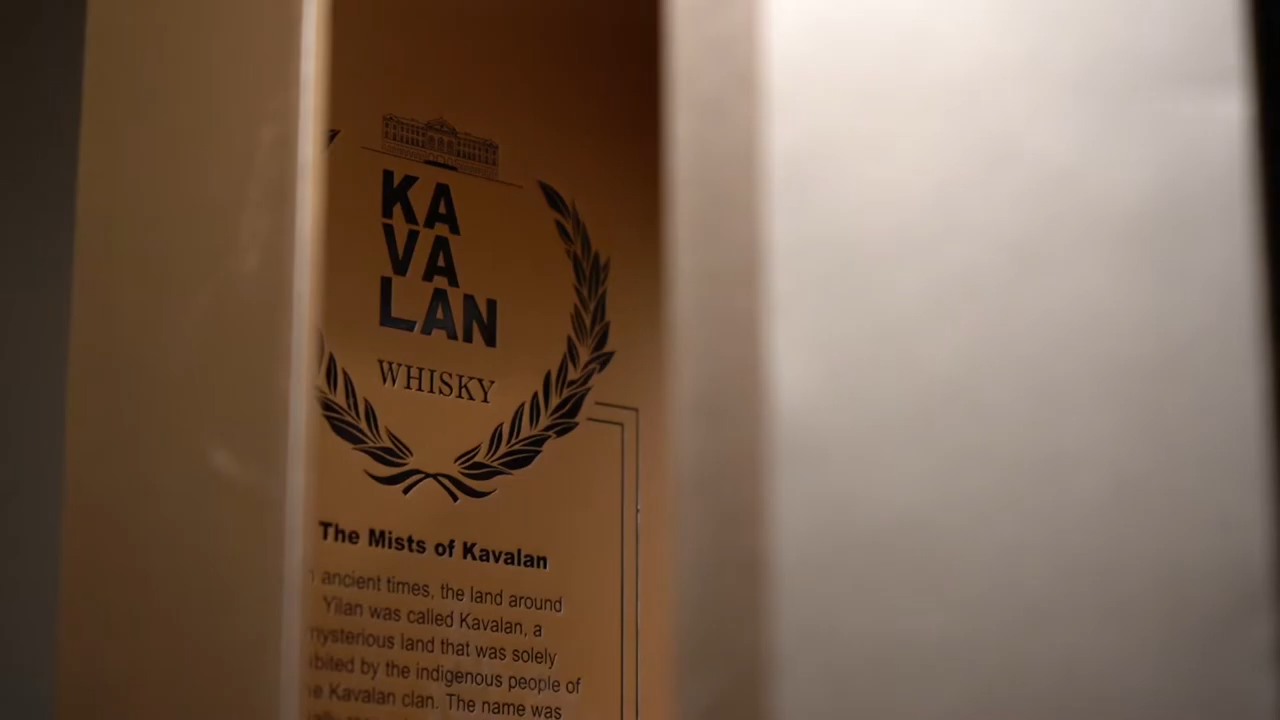 KA
VA
LAN
WHISKY
The Mists of Kavalan
ancient times, the land around
Yilan was called Kavalan, a
mysterious land that was solely
by the indigenous people of
Kavalan clan. The name was